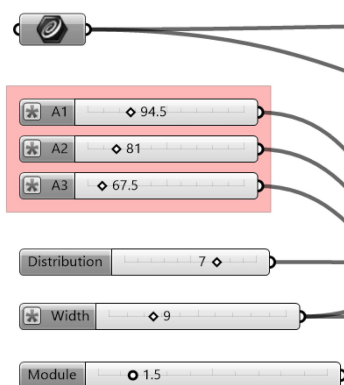 A1 94.5
A2 81
A3 67.5
Distribution 7
Width 9
Module 1.5